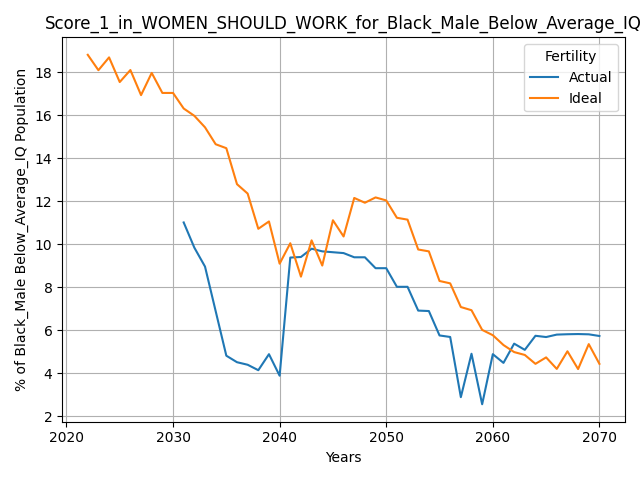 Score_1_in_WOMEN_SHOULD_WORK_for_Black_Male_Below_Average_IQ
Fertility
Actual
Ideal
% of Black_Male Below_Average_IQ Population
18
16
14
12
10
8
6
4
2
2020 2030 2040 2050 2060 2070
Years